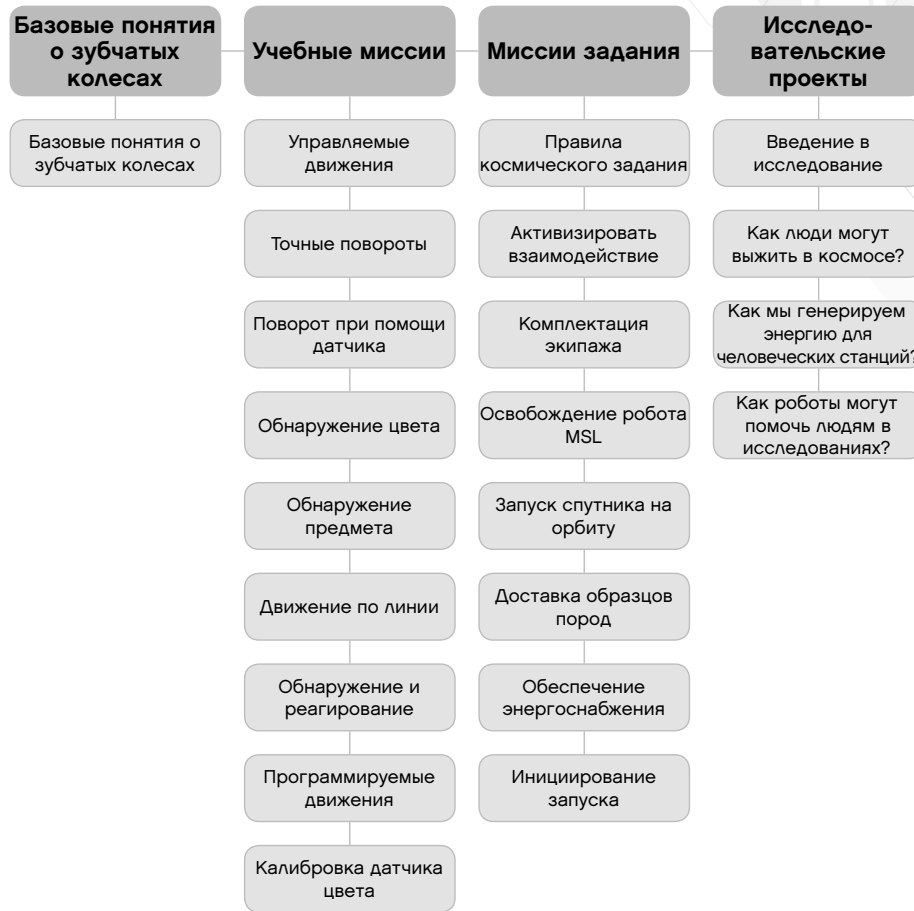 Базовые понятия
о зубчатых
колесах
Базовые понятия о
зубчатых колесах
Учебные миссии
Управляемые
движения
Точные повороты
Поворот при помощи
датчика
Обнаружение цвета
Обнаружение
предмета
Движение по линии
Обнаружение и
реагирование
Программируемые
движения
Калибровка датчика
цвета
Миссии задания
Правила
космического задания
Активизировать
взаимодействие
Комплектация
экипажа
Освобождение робота
MSL
Запуск спутника на
орбиту
Доставка образцов
пород
Обеспечение
энергоснабжения
Инициирование
запуска
Исследо-
вательские
проекты
Введение в
исследование
Как люди могут
выжить в космосе?
Как мы генерируем
энергию для
человеческих станций?
Как роботы могут
помочь людям в
исследованиях?